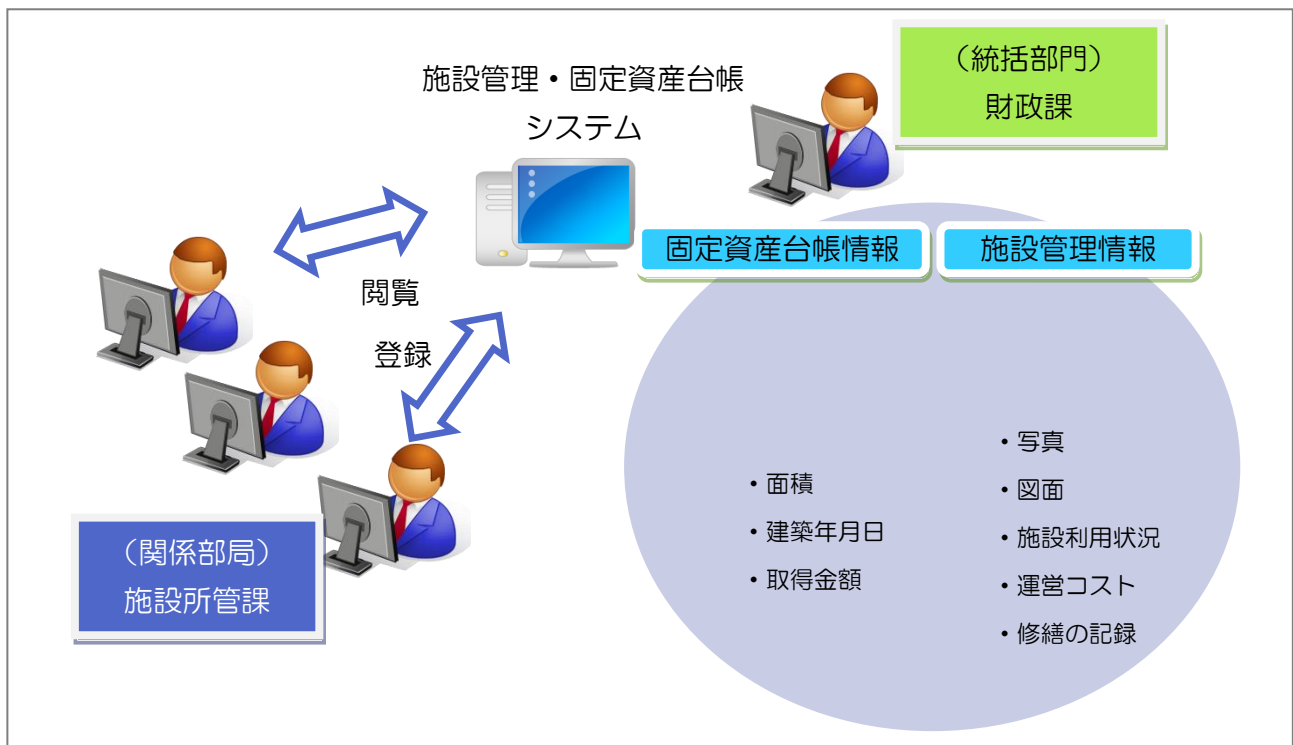 施設管理・固定資産台帳
システム
（統括部門）
財政課
固定資産台帳情報
施設管理情報
閲覧
登録
（関係部局）
施設所管課
・面積
・建築年月日
・取得金額
・写真
・図面
・施設利用状況
・運営コスト
・修繕の記録